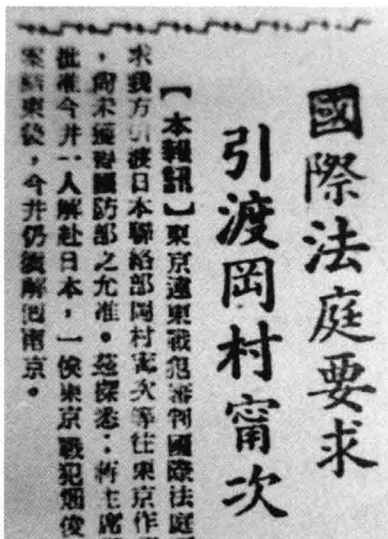 國際法庭要求
引渡岡村甯次
【本報訊】東京遠東戰犯審判國際法庭
求我方引渡日本聯絡部岡村甯次等往東京作
，尙未獲得國防部之允准。茲探悉：蔣主席
批准今井一人解赴日本，一俟東京戰犯畑俊
案結束後，今井仍須解回南京。